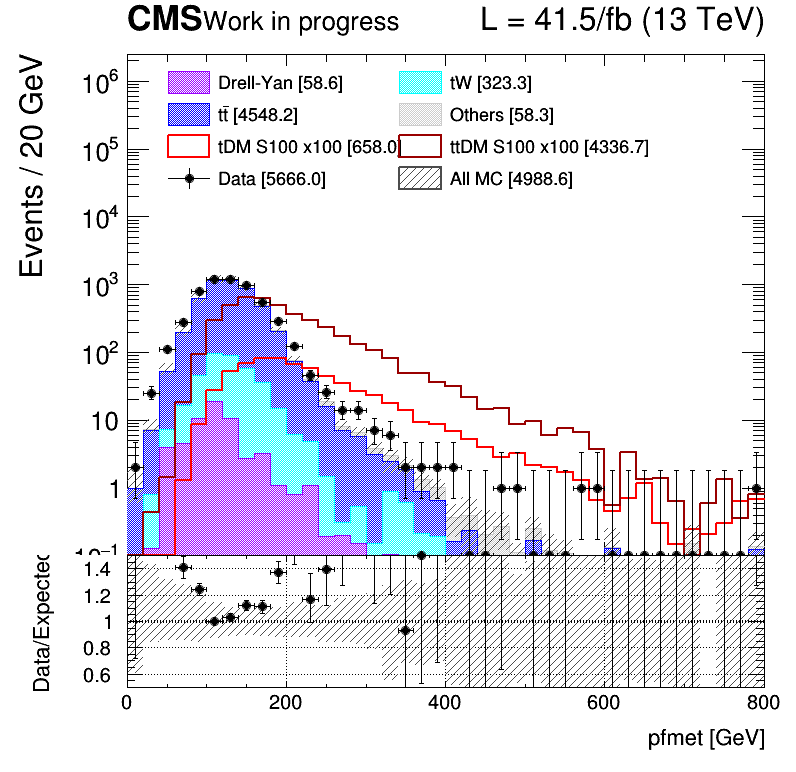 CMS Work in progress L = 41.5/fb (13 TeV)
Events / 20 GeV
10⁶
10⁵
10⁴
10³
10²
10
1
10⁻¹
Drell-Yan [58.6] tW [323.3]
tt̄ [4548.2] Others [58.3]
tDM S100 x100 [658.0] ttDM S100 x100 [4336.7]
Data [5666.0] All MC [4988.6]
Data/Expected
1.4
1.2
1
0.8
0.6
0 200 400 600 800
pfmet [GeV]